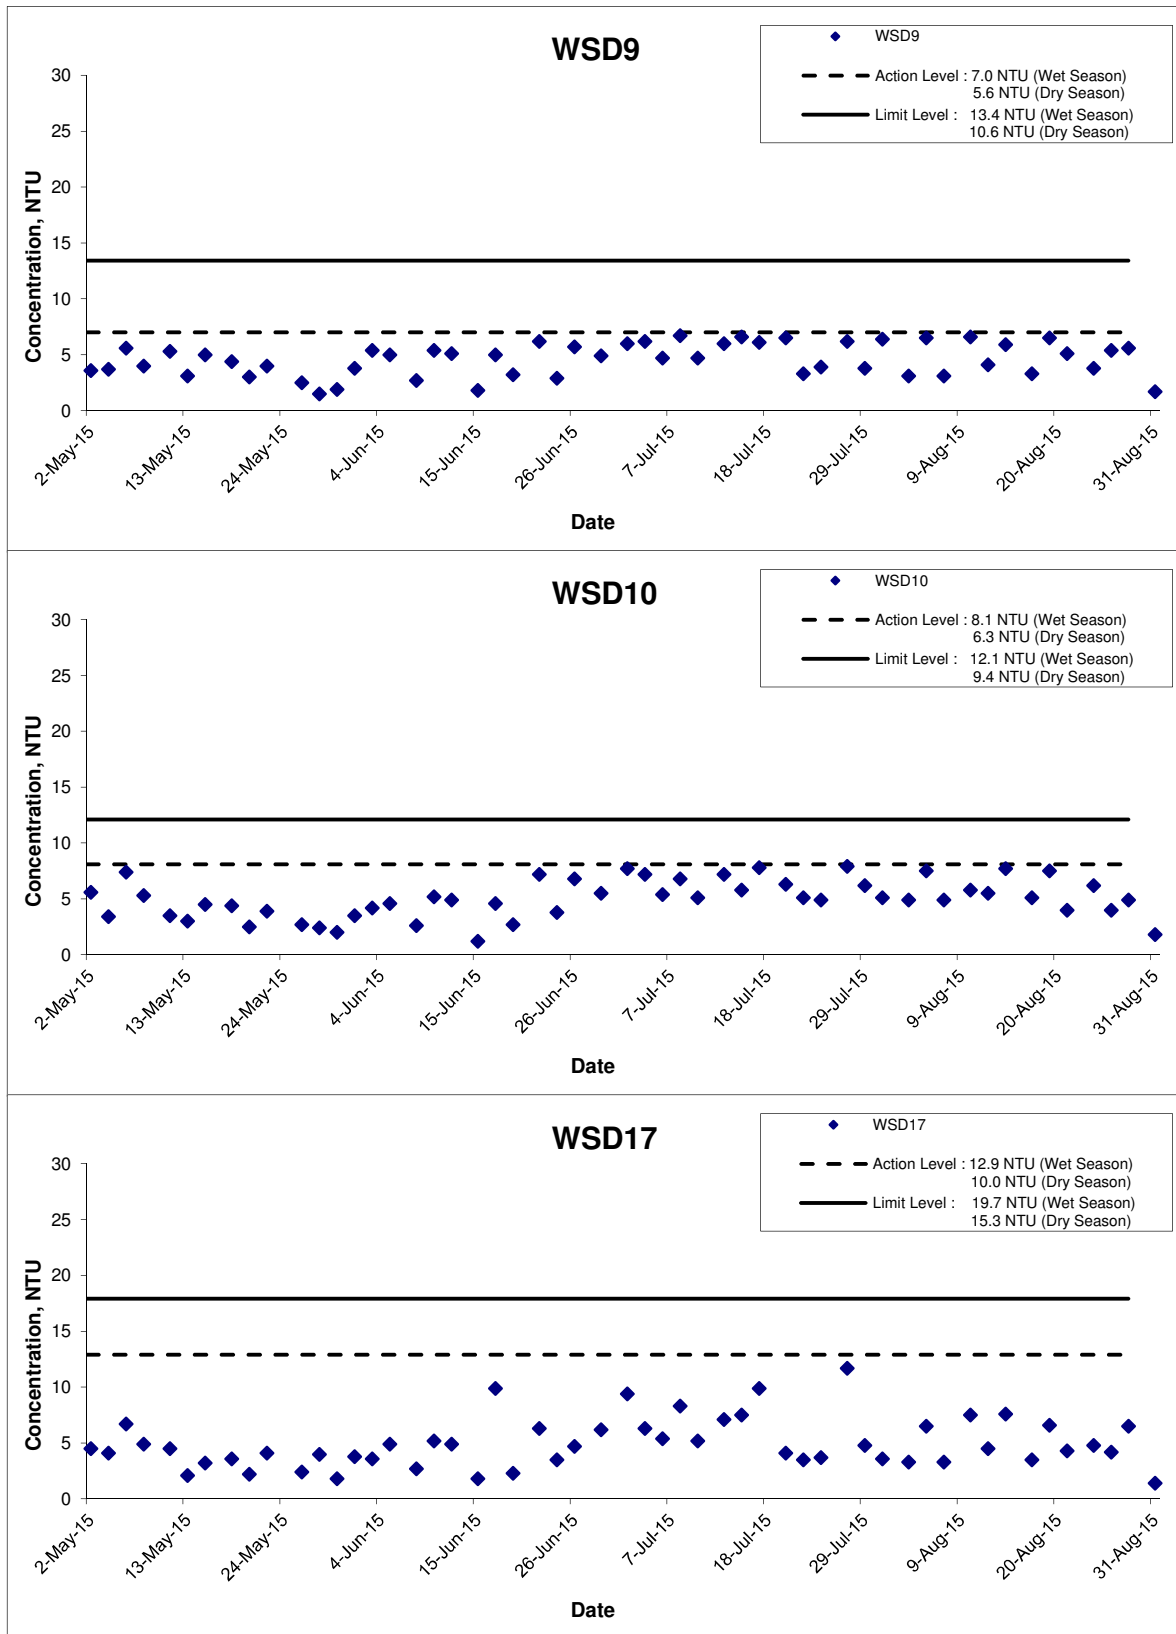 WSD9
WSD9
Action Level : 7.0 NTU (Wet Season)
5.6 NTU (Dry Season)
Limit Level : 13.4 NTU (Wet Season)
10.6 NTU (Dry Season)
Concentration, NTU
30
25
20
15
10
5
0
2-May-15
13-May-15
24-May-15
4-Jun-15
15-Jun-15
26-Jun-15
7-Jul-15
18-Jul-15
29-Jul-15
9-Aug-15
20-Aug-15
31-Aug-15
Date
WSD10
WSD10
Action Level : 8.1 NTU (Wet Season)
6.3 NTU (Dry Season)
Limit Level : 12.1 NTU (Wet Season)
9.4 NTU (Dry Season)
Concentration, NTU
30
25
20
15
10
5
0
2-May-15
13-May-15
24-May-15
4-Jun-15
15-Jun-15
26-Jun-15
7-Jul-15
18-Jul-15
29-Jul-15
9-Aug-15
20-Aug-15
31-Aug-15
Date
WSD17
WSD17
Action Level : 12.9 NTU (Wet Season)
10.0 NTU (Dry Season)
Limit Level : 19.7 NTU (Wet Season)
15.3 NTU (Dry Season)
Concentration, NTU
30
25
20
15
10
5
0
2-May-15
13-May-15
24-May-15
4-Jun-15
15-Jun-15
26-Jun-15
7-Jul-15
18-Jul-15
29-Jul-15
9-Aug-15
20-Aug-15
31-Aug-15
Date